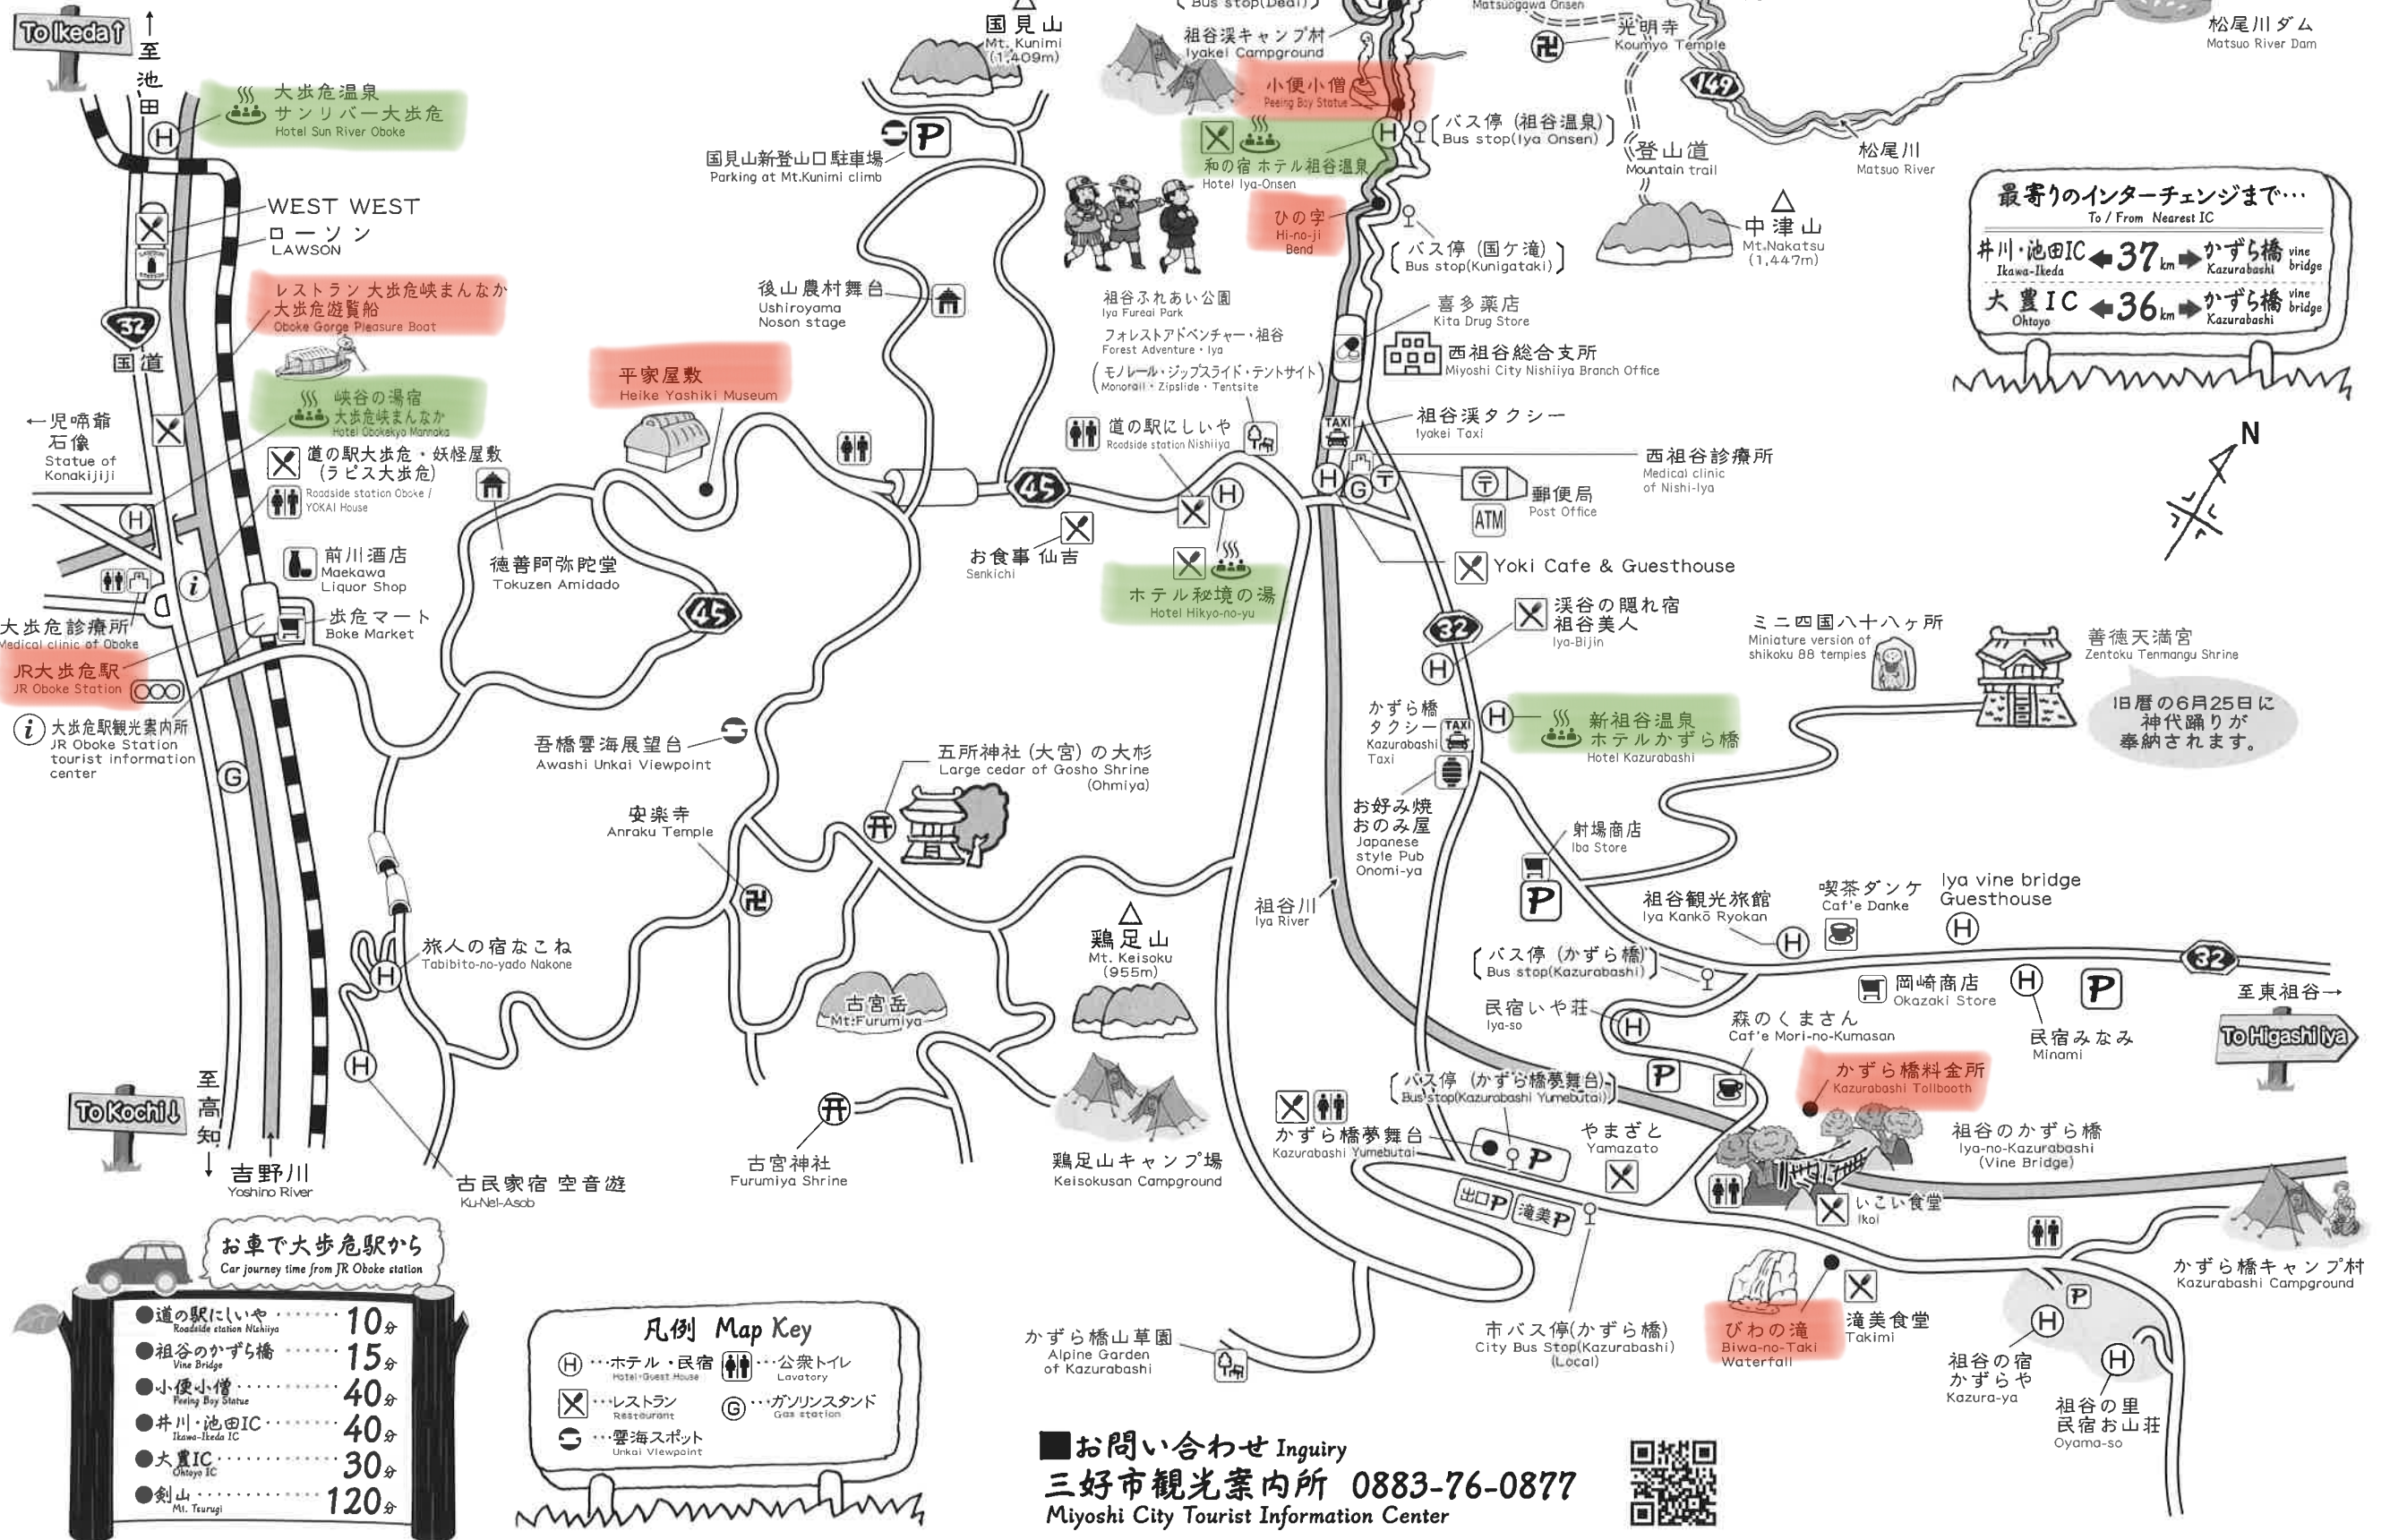 To Ikeda↑
↑
至
池
田
大歩危温泉
サンリバー大歩危
Hotel Sun River Oboke
WEST WEST
ローソン
LAWSON
32
国道
レストラン 大歩危峡まんなか
大歩危遊覧船
Oboke Gorge Pleasure Boat
峡谷の湯宿
大歩危峡まんなか
Hotel Obokekyo Mannaka
←児啼爺
石像
Statue of
Konakijiji
道の駅大歩危・妖怪屋敷
(ラピス大歩危)
Roadside station Oboke /
YOKAI House
前川酒店
Maekawa
Liquor Shop
歩危マート
Boke Market
大歩危診療所
Medical clinic of Oboke
JR大歩危駅
JR Oboke Station
大歩危駅観光案内所
JR Oboke Station
tourist information
center
To Kochi↓
至
高
知
↓
吉野川
Yoshino River
旅人の宿なこね
Tabibito-no-yado Nakone
古民家宿 空音遊
Ku-Nel-Asob
国見山
Mt. Kunimi
(1,409m)
P
国見山新登山口駐車場
Parking at Mt.Kunimi climb
後山農村舞台
Ushiroyama
Noson stage
平家屋敷
Heike Yashiki Museum
徳善阿弥陀堂
Tokuzen Amidado
45
45
吾橋雲海展望台
Awashi Unkai Viewpoint
安楽寺
Anraku Temple
五所神社(大宮)の大杉
Large cedar of Gosho Shrine
(Ohmiya)
古宮岳
Mt.Furumiya
古宮神社
Furumiya Shrine
鶏足山
Mt. Keisoku
(955m)
鶏足山キャンプ場
Keisokusan Campground
Bus stop(Deai)
祖谷渓キャンプ村
Iyakei Campground
小便小僧
Peeing Boy Statue
和の宿 ホテル祖谷温泉
Hotel Iya-Onsen
バス停(祖谷温泉)
Bus stop(Iya Onsen)
ひの字
Hi-no-ji
Bend
バス停(国ケ滝)
Bus stop(Kunigataki)
Matsuogawa Onsen
光明寺
Koumyo Temple
149
松尾川ダム
Matsuo River Dam
松尾川
Matsuo River
登山道
Mountain trail
中津山
Mt.Nakatsu
(1,447m)
最寄りのインターチェンジまで…
To / From Nearest IC
井川・池田IC ←37km→ かずら橋 vine bridge
Ikawa-Ikeda Kazurabashi
大豊IC ←36km→ かずら橋 vine bridge
Ohtoyo Kazurabashi
N
祖谷ふれあい公園
Iya Fureai Park
フォレストアドベンチャー・祖谷
Forest Adventure・Iya
(モノレール・ジップスライド・テントサイト)
Monorail・Zipslide・Tentsite
道の駅にしいや
Roadside station Nishiiya
喜多薬店
Kita Drug Store
西祖谷総合支所
Miyoshi City Nishiiya Branch Office
TAXI
祖谷渓タクシー
Iyakei Taxi
西祖谷診療所
Medical clinic
of Nishi-Iya
郵便局
Post Office
ATM
お食事 仙吉
Senkichi
ホテル秘境の湯
Hotel Hikyo-no-yu
Yoki Cafe & Guesthouse
渓谷の隠れ宿
祖谷美人
Iya-Bijin
32
新祖谷温泉
ホテルかずら橋
Hotel Kazurabashi
かずら橋
タクシー
Kazurabashi
Taxi
TAXI
お好み焼
おのみ屋
Japanese
style Pub
Onomi-ya
ミニ四国八十八ヶ所
Miniature version of
shikoku 88 temples
善徳天満宮
Zentoku Tenmangu Shrine
旧暦の6月25日に
神代踊りが
奉納されます。
射場商店
Iba Store
P
祖谷川
Iya River
祖谷観光旅館
Iya Kankō Ryokan
喫茶ダンケ
Caf'e Danke
Iya vine bridge
Guesthouse
バス停(かずら橋)
Bus stop(Kazurabashi)
32
岡崎商店
Okazaki Store
P
民宿みなみ
Minami
至東祖谷→
To Higashi iya
民宿いや荘
Iya-so
森のくまさん
Caf'e Mori-no-Kumasan
P
かずら橋料金所
Kazurabashi Tollbooth
祖谷のかずら橋
Iya-no-Kazurabashi
(Vine Bridge)
バス停(かずら橋夢舞台)
Bus stop(Kazurabashi Yumebutai)
かずら橋夢舞台
Kazurabashi Yumebutai
P
やまざと
Yamazato
出口P
滝美P
いこい食堂
Ikoi
びわの滝
Biwa-no-Taki
Waterfall
滝美食堂
Takimi
市バス停(かずら橋)
City Bus Stop(Kazurabashi)
(Local)
かずら橋山草園
Alpine Garden
of Kazurabashi
かずら橋キャンプ村
Kazurabashi Campground
P
祖谷の宿
かずらや
Kazura-ya
祖谷の里
民宿お山荘
Oyama-so
お車で大歩危駅から
Car journey time from JR Oboke station
●道の駅にしいや ······· 10分
Roadside station Nishiiya
●祖谷のかずら橋 ······ 15分
Vine Bridge
●小便小僧 ·········· 40分
Peeing Boy Statue
●井川・池田IC ········ 40分
Ikawa-Ikeda IC
●大豊IC ············ 30分
Ohtoyo IC
●剣山 ············· 120分
Mt. Tsurugi
凡例 Map Key
H …ホテル・民宿
Hotel・Guest House
…公衆トイレ
Lavatory
…レストラン
Restaurant
G …ガソリンスタンド
Gas station
…雲海スポット
Unkai Viewpoint
■お問い合わせ Inguiry
三好市観光案内所 0883-76-0877
Miyoshi City Tourist Information Center